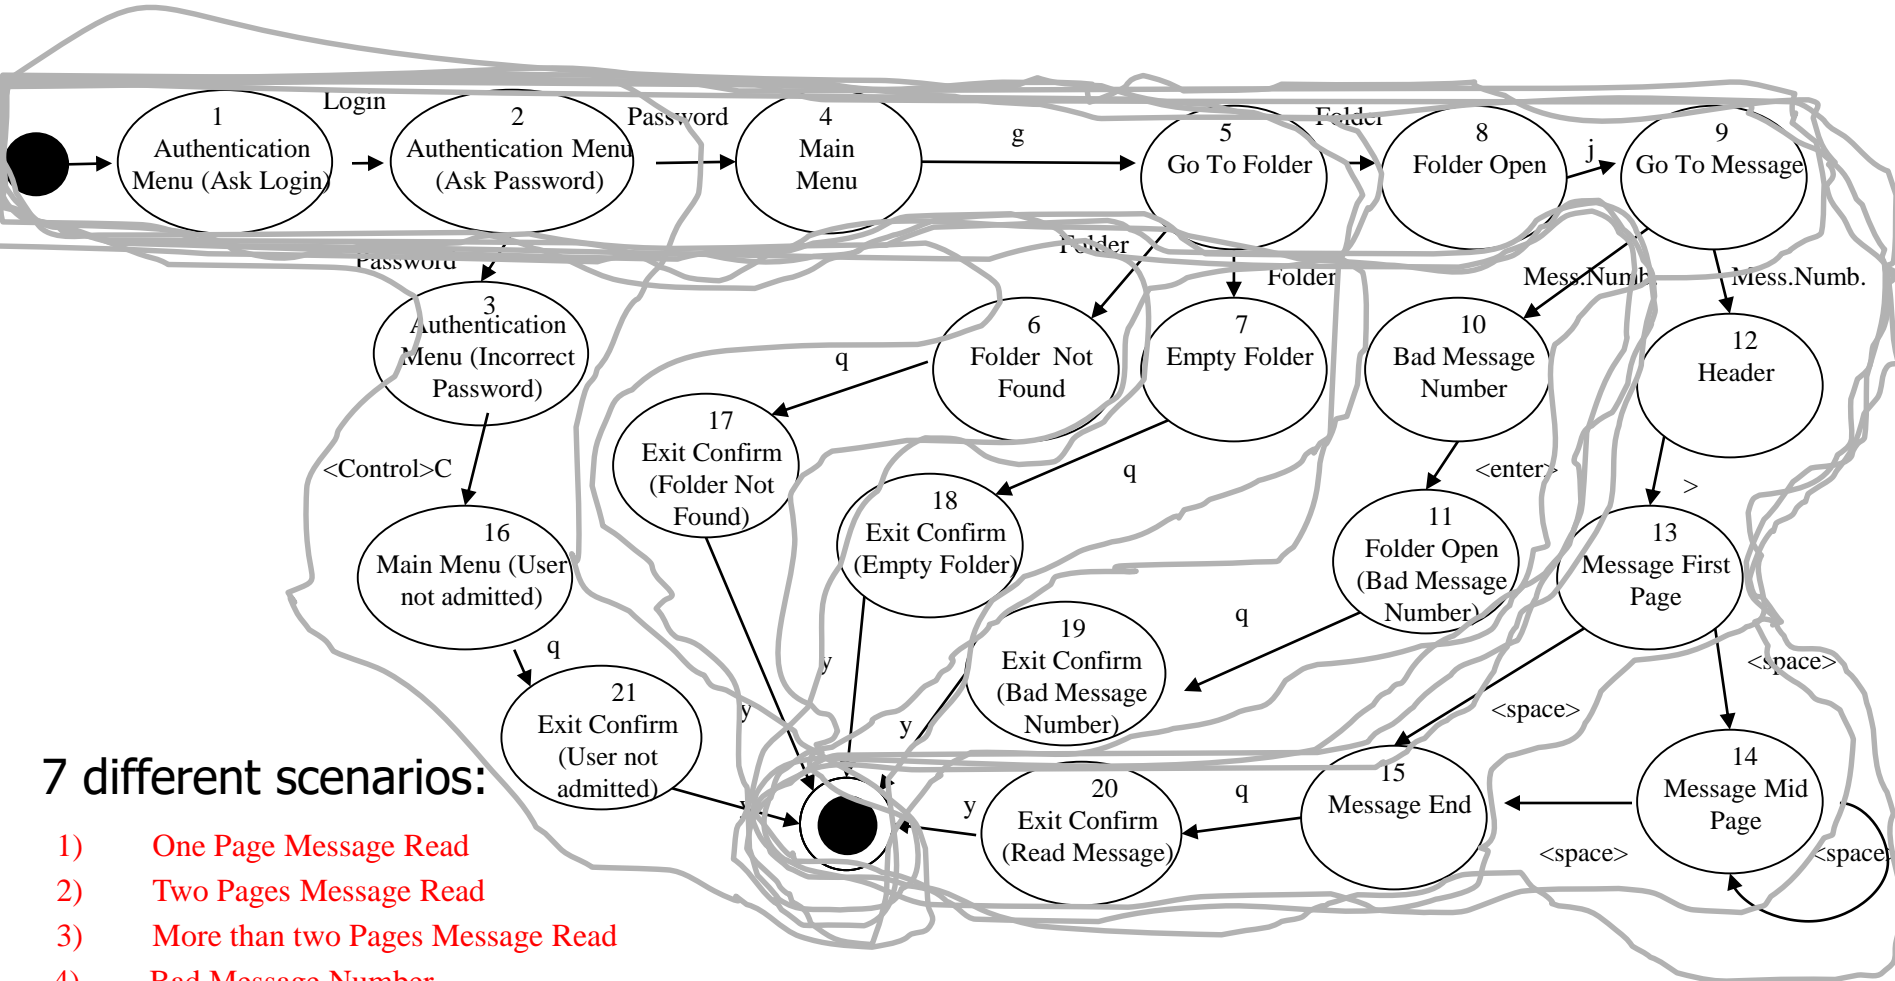 Login
Password
g
Folder
j
1
Authentication
Menu (Ask Login)
2
Authentication Menu
(Ask Password)
4
Main
Menu
5
Go To Folder
8
Folder Open
9
Go To Message
Password
Folder
Folder
Mess.Numb.
Mess.Numb.
3
Authentication
Menu (Incorrect
Password)
6
Folder Not
Found
7
Empty Folder
10
Bad Message
Number
12
Header
q
q
<Control>C
<enter>
>
17
Exit Confirm
(Folder Not
Found)
18
Exit Confirm
(Empty Folder)
11
Folder Open
(Bad Message
Number)
13
Message First
Page
16
Main Menu (User
not admitted)
q
q
19
Exit Confirm
(Bad Message
Number)
<space>
<space>
21
Exit Confirm
(User not
admitted)
y
y
y
y
y
20
Exit Confirm
(Read Message)
q
15
Message End
14
Message Mid
Page
<space>
<space>
7 different scenarios:
1) One Page Message Read
2) Two Pages Message Read
3) More than two Pages Message Read
4) Bad Message Number